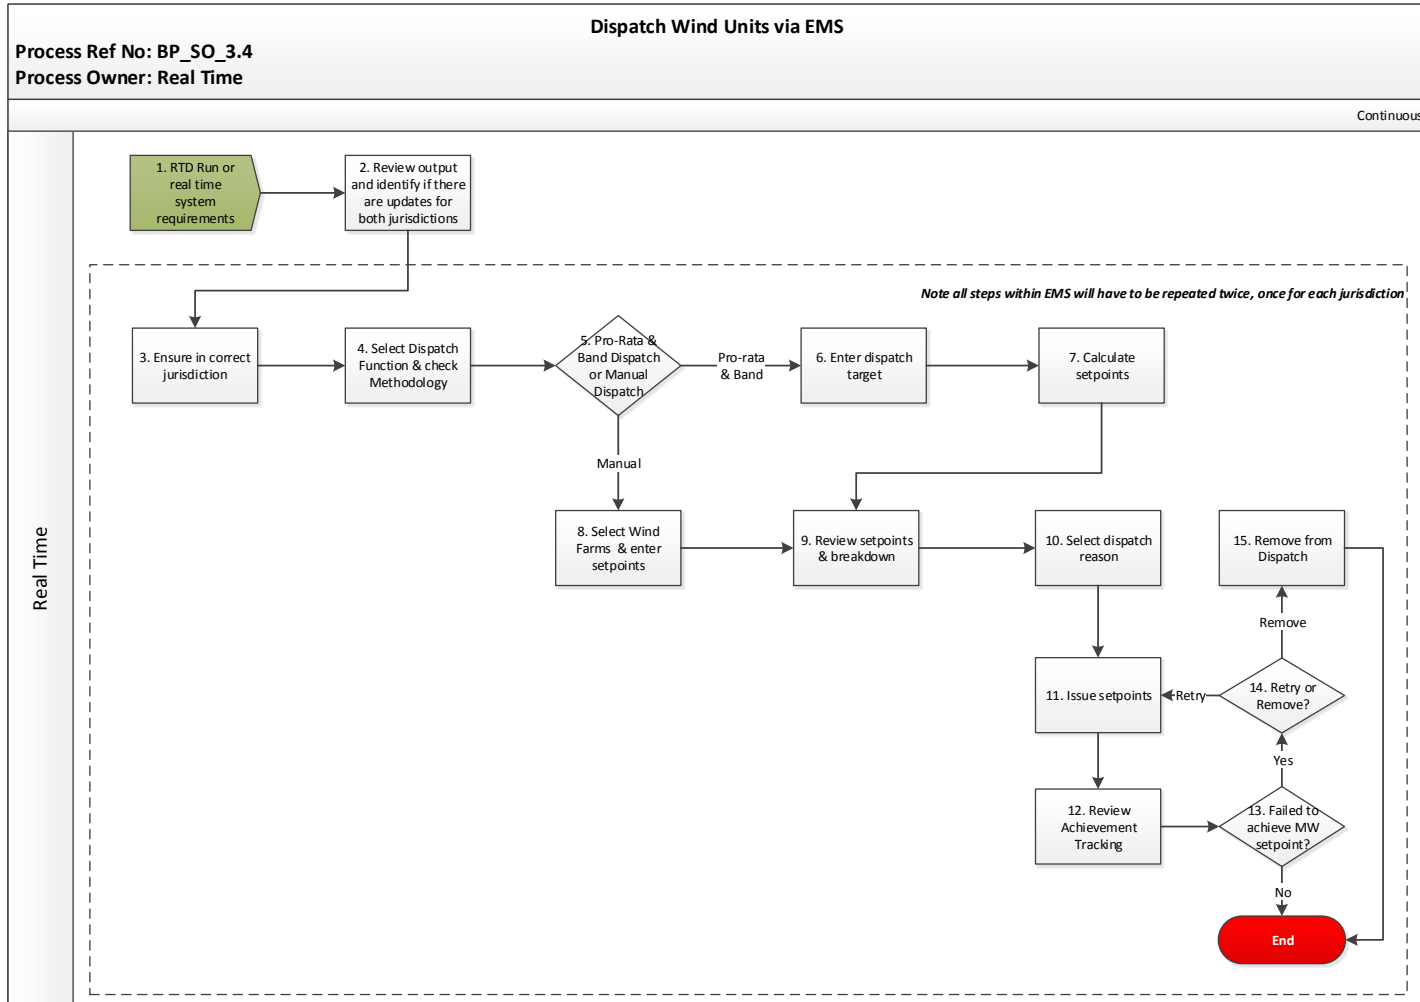 Dispatch Wind Units via EMS
Process Ref No: BP_SO_3.4
Process Owner: Real Time
Continuous
Real Time
1. RTD Run or
real time
system
requirements
2. Review output
and identify if there
are updates for
both jurisdictions
Note all steps within EMS will have to be repeated twice, once for each jurisdiction
3. Ensure in correct
jurisdiction
4. Select Dispatch
Function & check
Methodology
5. Pro-Rata &
Band Dispatch
or Manual
Dispatch
Pro-rata
& Band
6. Enter dispatch
target
7. Calculate
setpoints
Manual
8. Select Wind
Farms & enter
setpoints
9. Review setpoints
& breakdown
10. Select dispatch
reason
15. Remove from
Dispatch
Remove
11. Issue setpoints
Retry
14. Retry or
Remove?
Yes
12. Review
Achievement
Tracking
13. Failed to
achieve MW
setpoint?
No
End